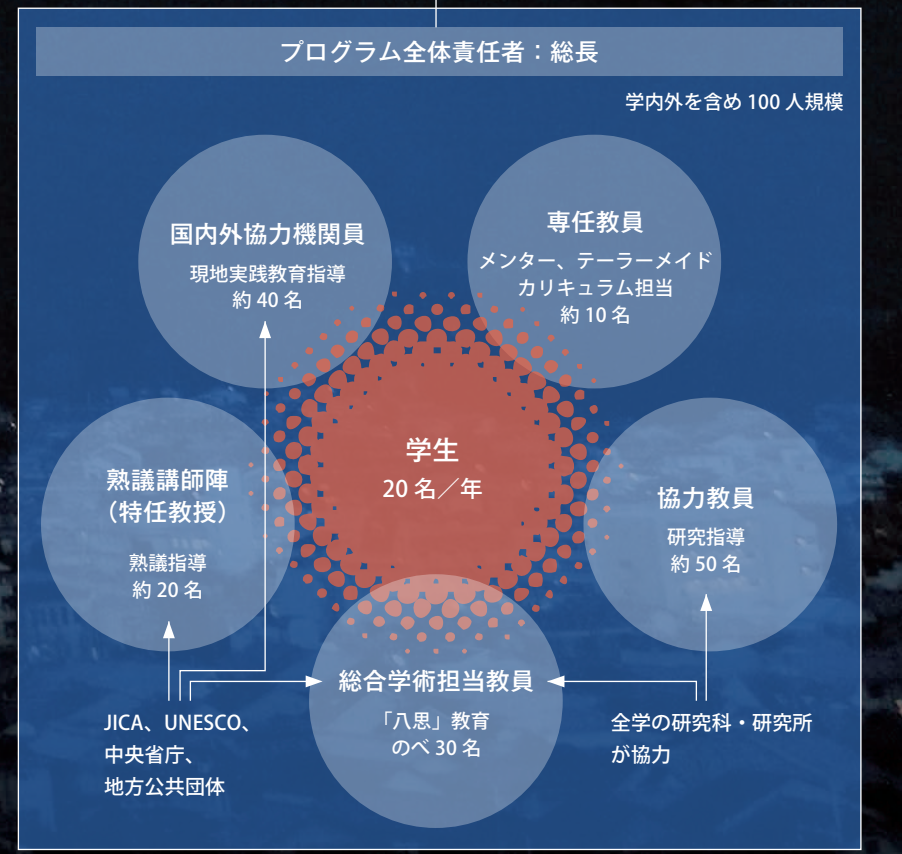 プログラム全体責任者：総長
学内外を含め 100 人規模
国内外協力機関員
現地実践教育指導
約 40 名
専任教員
メンター、テーラーメイド
カリキュラム担当
約 10 名
学生
20 名／年
熟議講師陣
（特任教授）
熟議指導
約 20 名
協力教員
研究指導
約 50 名
総合学術担当教員
「八思」教育
のべ 30 名
JICA、UNESCO、
中央省庁、
地方公共団体
全学の研究科・研究所
が協力